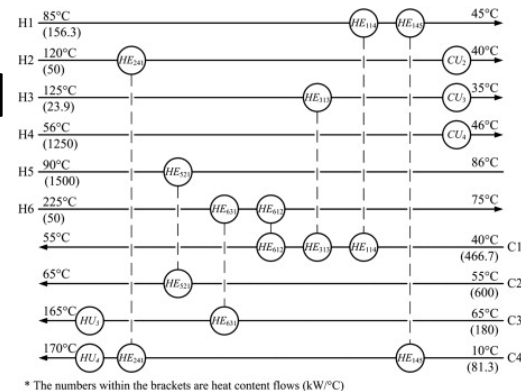 85°C HE114 HE145 45°C
H1 (156.3)
120°C HE241 CU2 40°C
H2 (50)
125°C HE313 CU3 35°C
H3 (23.9)
56°C CU4 46°C
H4 (1250)
90°C HE521 86°C
H5 (1500)
225°C HE631 HE612 75°C
H6 (50)
55°C HE612 HE313 HE114 40°C C1
(466.7)
65°C HE521 55°C C2
(600)
165°C HU3 HE631 65°C C3
(180)
170°C HU4 HE241 HE145 10°C C4
(81.3)
* The numbers within the brackets are heat content flows (kW/°C)